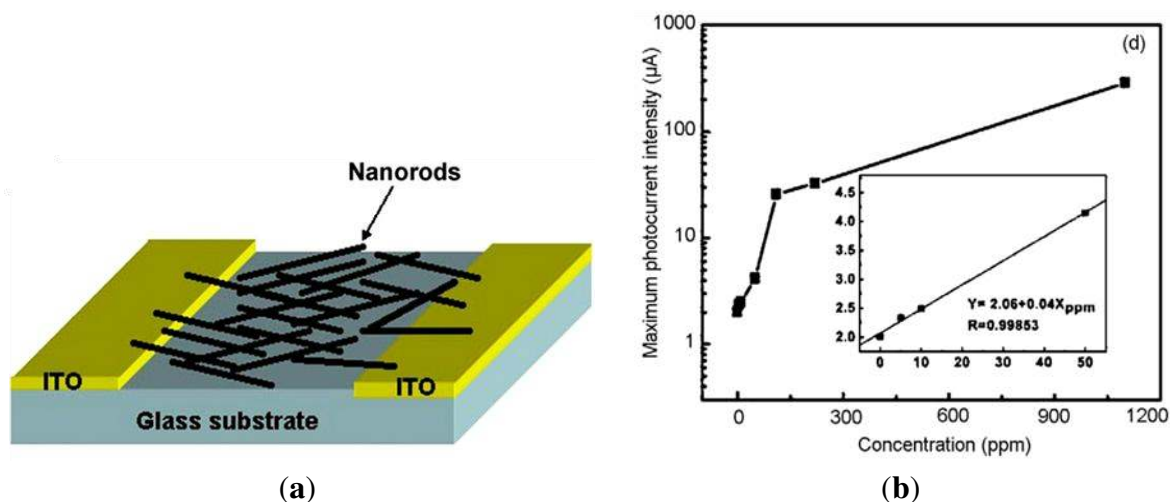 Nanorods
ITO
ITO
Glass substrate
(a)
(d)
Maximum photocurrent intensity (µA)
1000
100
10
1
0
300
600
900
1200
Concentration (ppm)
4.5
4.0
3.5
3.0
2.5
2.0
0
10
20
30
40
50
Y= 2.06+0.04Xppm
R=0.99853
(b)